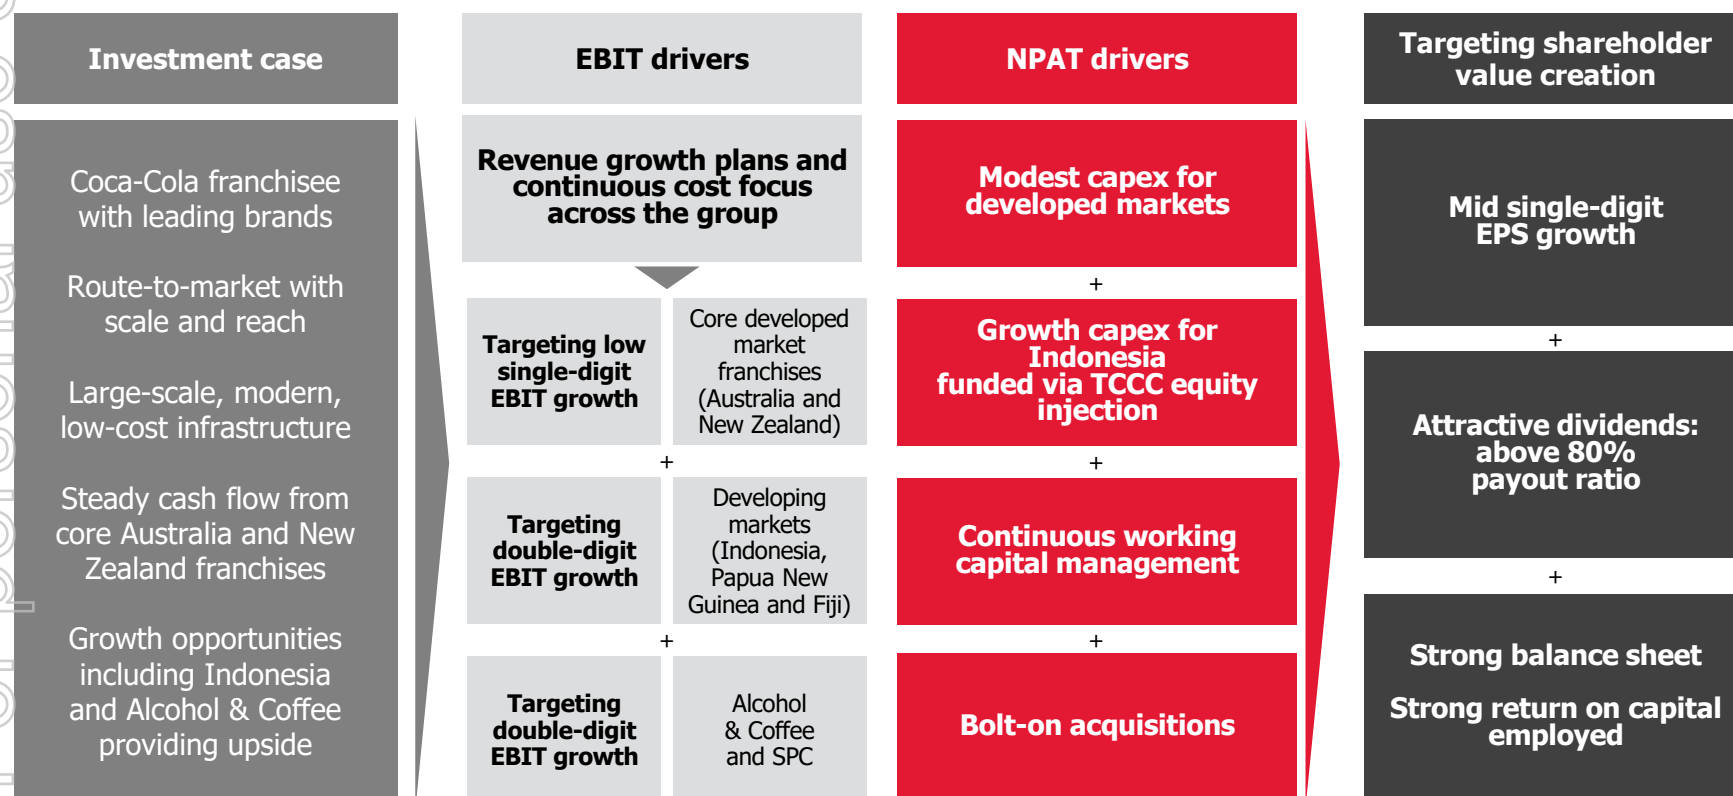 Investment case
Coca-Cola franchisee
with leading brands
Route-to-market with
scale and reach
Large-scale, modern,
low-cost infrastructure
Steady cash flow from
core Australia and New
Zealand franchises
Growth opportunities
including Indonesia
and Alcohol & Coffee
providing upside
EBIT drivers
Revenue growth plans and
continuous cost focus
across the group
Targeting low
single-digit
EBIT growth
Core developed
market
franchises
(Australia and
New Zealand)
+
Targeting
double-digit
EBIT growth
Developing
markets
(Indonesia,
Papua New
Guinea and Fiji)
+
Targeting
double-digit
EBIT growth
Alcohol
& Coffee
and SPC
NPAT drivers
Modest capex for
developed markets
+
Growth capex for
Indonesia
funded via TCCC equity
injection
+
Continuous working
capital management
+
Bolt-on acquisitions
Targeting shareholder
value creation
Mid single-digit
EPS growth
+
Attractive dividends:
above 80%
payout ratio
+
Strong balance sheet
Strong return on capital
employed